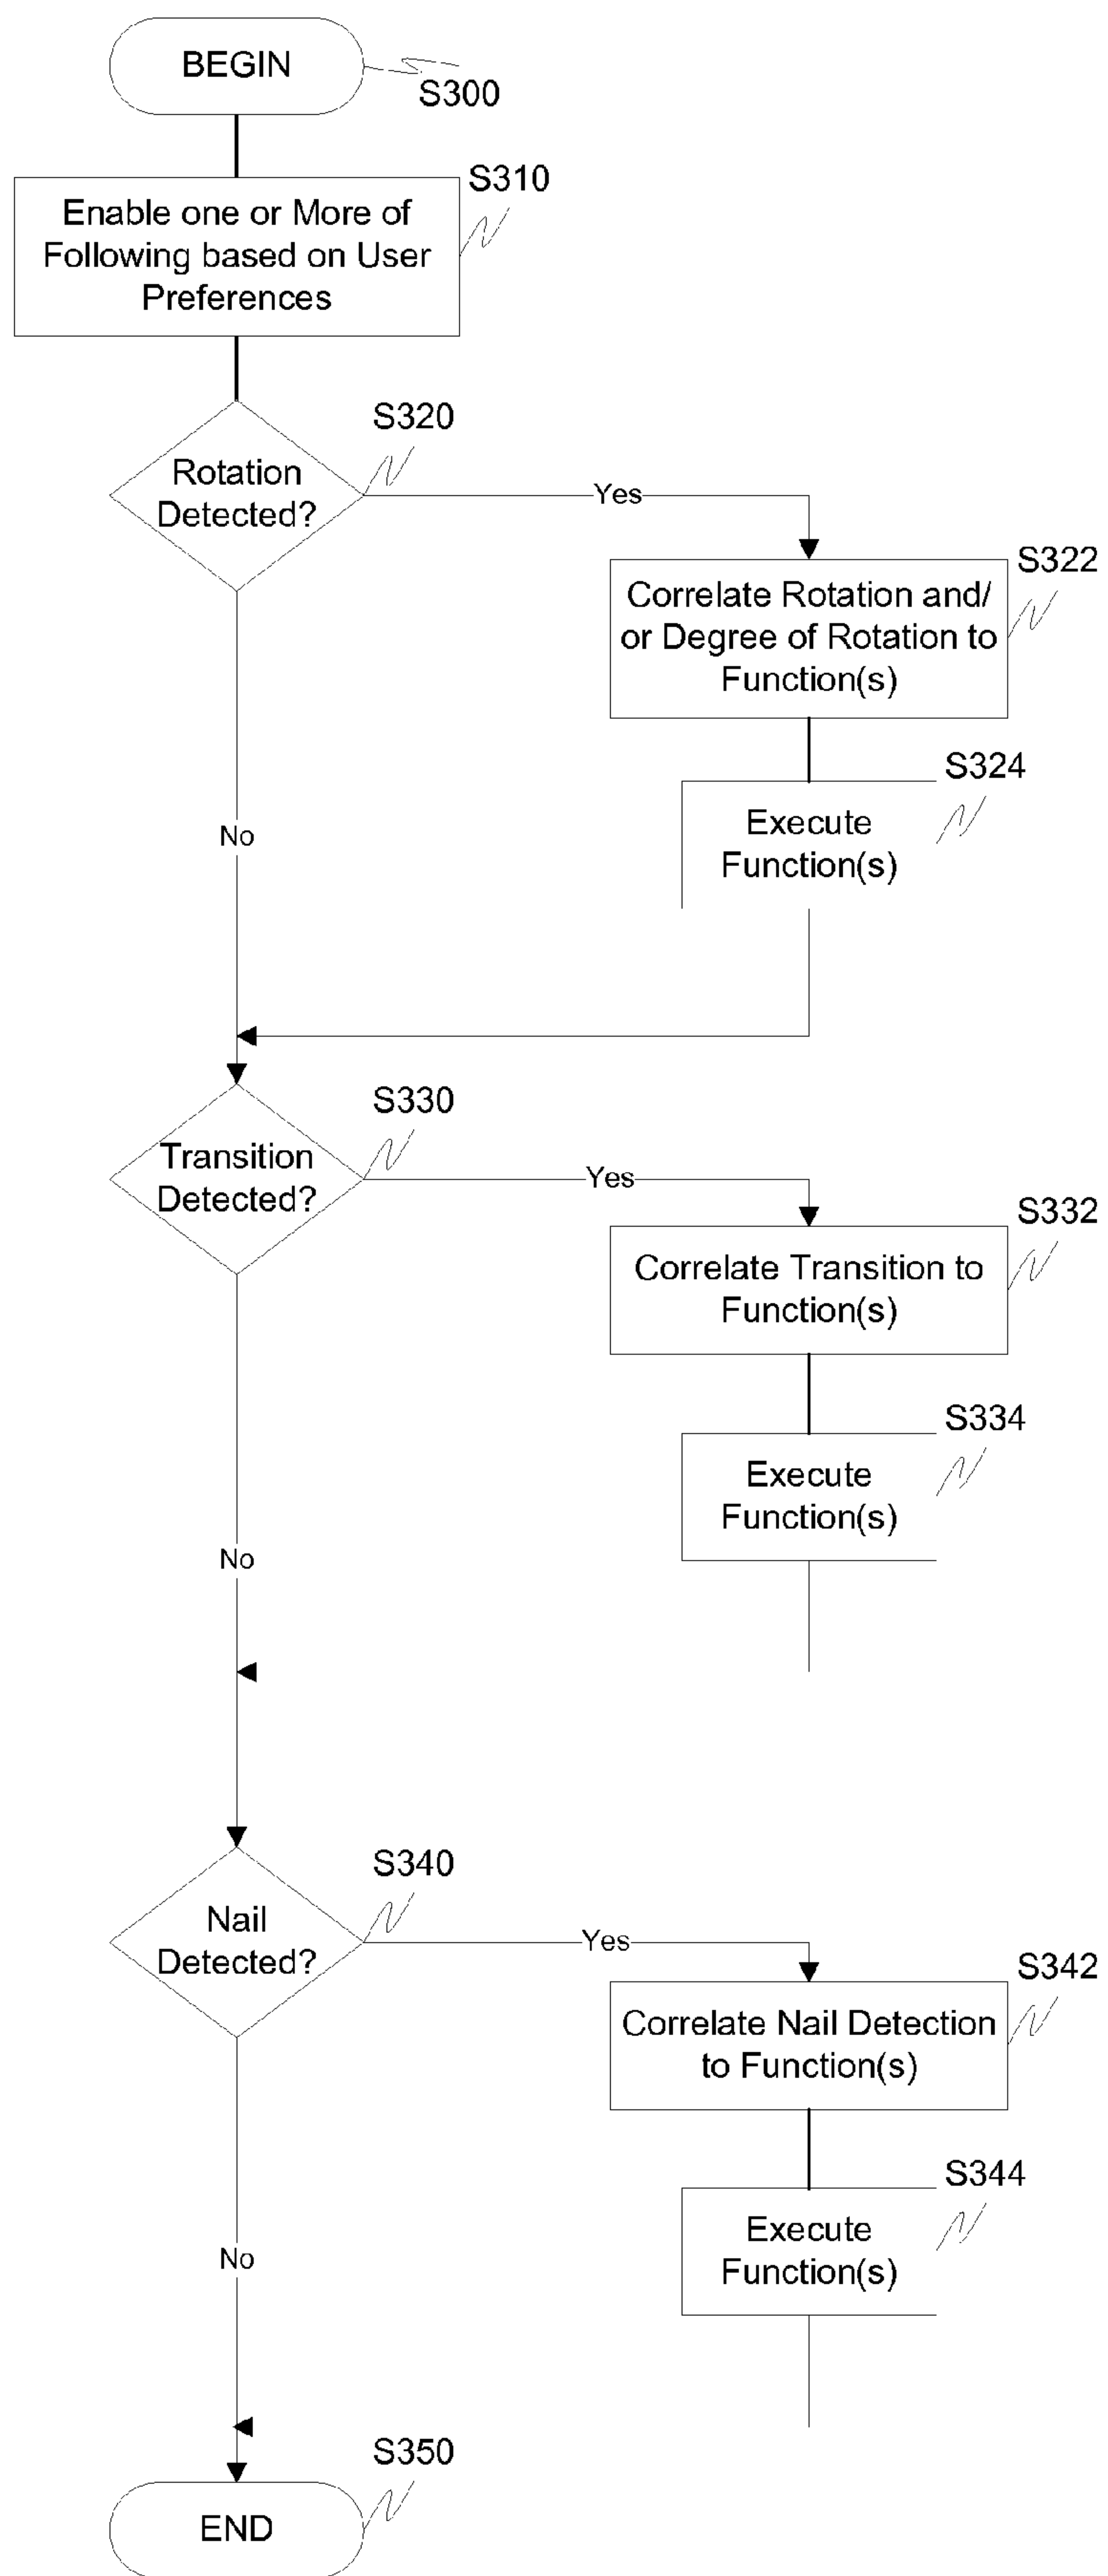 BEGIN
S300
S310
Enable one or More of
Following based on User
Preferences
S320
Rotation
Detected?
Yes
S322
Correlate Rotation and/
or Degree of Rotation to
Function(s)
S324
Execute
Function(s)
No
S330
Transition
Detected?
Yes
S332
Correlate Transition to
Function(s)
S334
Execute
Function(s)
No
S340
Nail
Detected?
Yes
S342
Correlate Nail Detection
to Function(s)
S344
Execute
Function(s)
No
S350
END